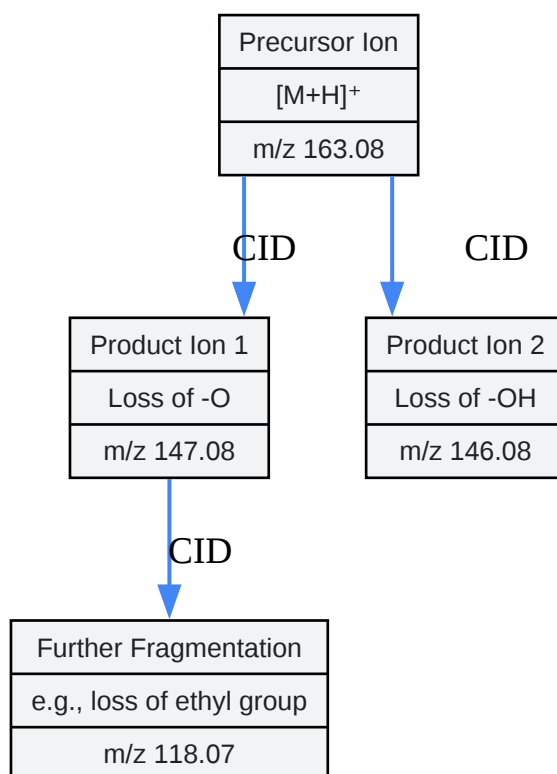 Precursor Ion
[M+H]⁺
m/z 163.08
CID
CID
Product Ion 1
Loss of -O
m/z 147.08
Product Ion 2
Loss of -OH
m/z 146.08
CID
Further Fragmentation
e.g., loss of ethyl group
m/z 118.07